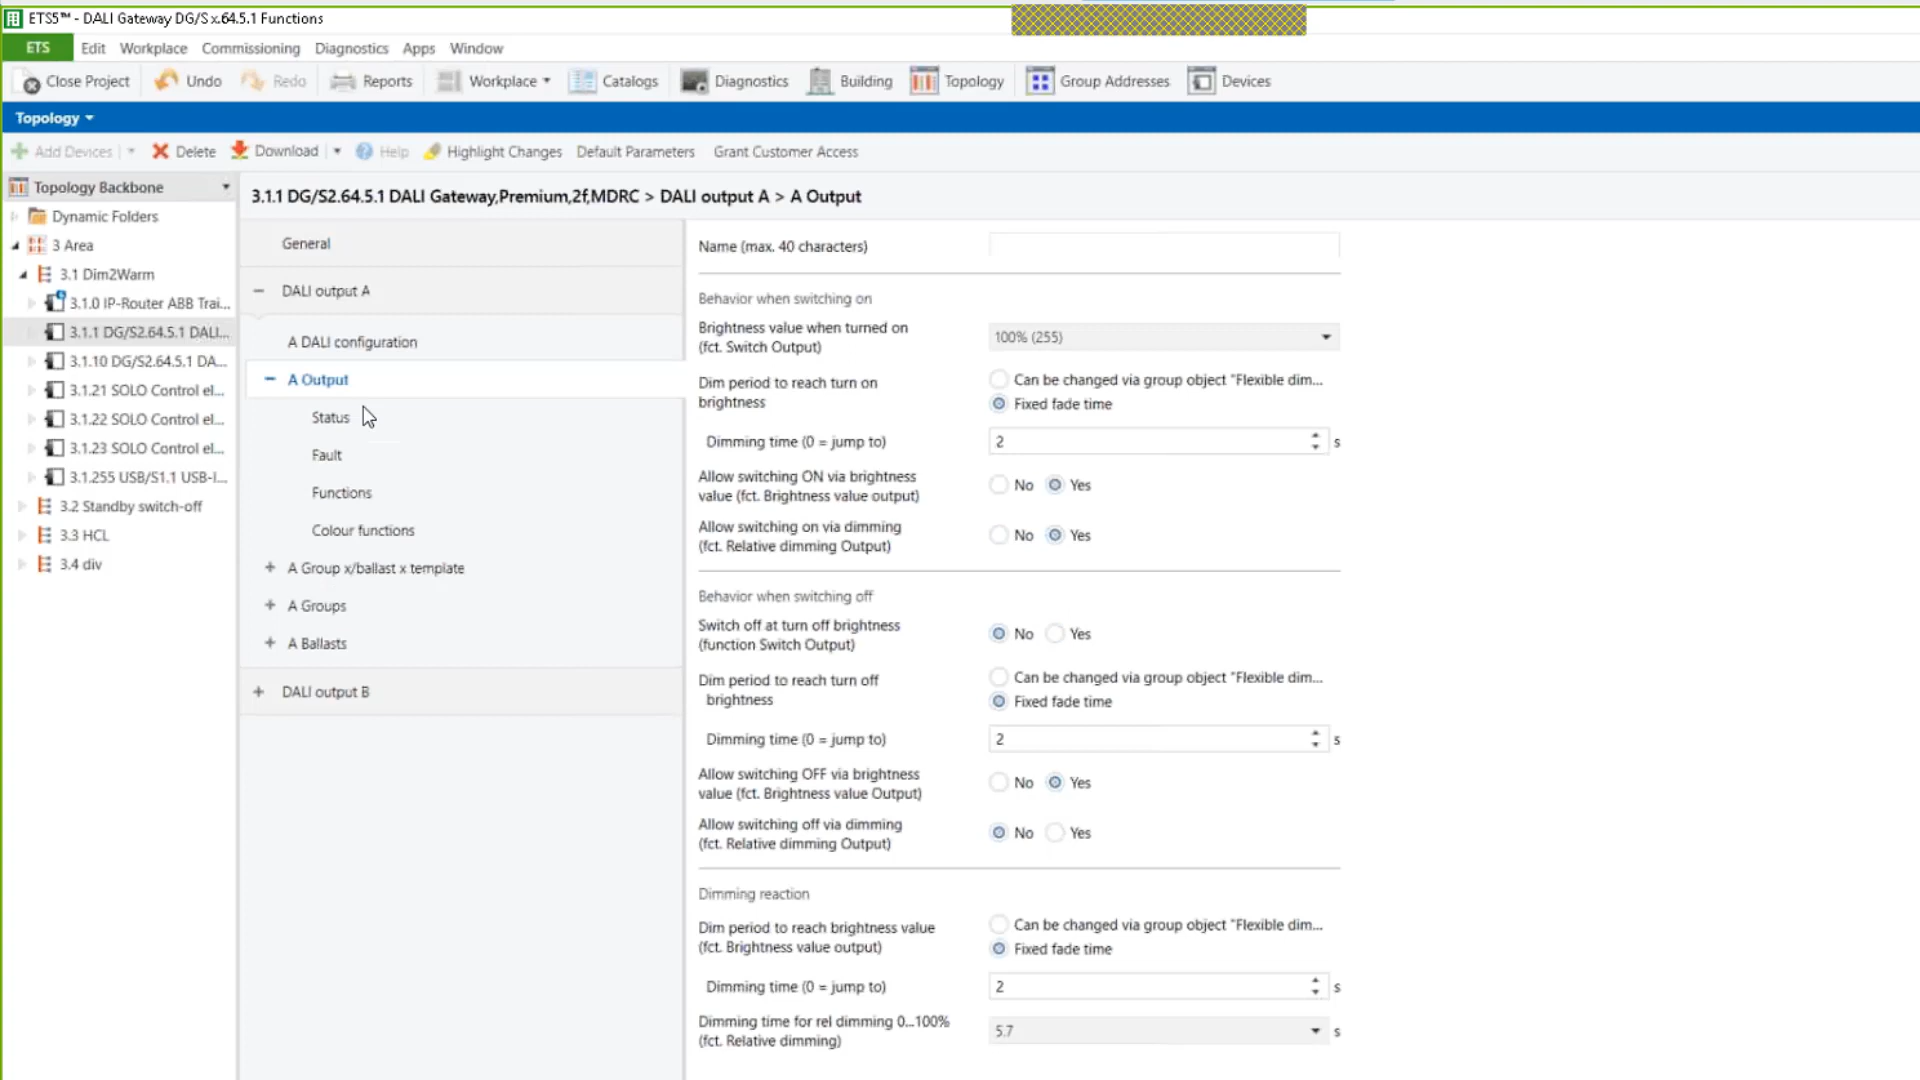 ETS5™ - DALI Gateway DG/S x.64.5.1 Functions
ETS Edit Workplace Commissioning Diagnostics Apps Window
Close Project Undo Redo Reports Workplace Catalogs Diagnostics Building Topology Group Addresses Devices
Topology
Add Devices Delete Download Help Highlight Changes Default Parameters Grant Customer Access
Topology Backbone
Dynamic Folders
3 Area
3.1 Dim2Warm
3.1.0 IP-Router ABB Trai...
3.1.1 DG/S2.64.5.1 DALI...
3.1.10 DG/S2.64.5.1 DA...
3.1.21 SOLO Control el...
3.1.22 SOLO Control el...
3.1.23 SOLO Control el...
3.1.255 USB/S1.1 USB-I...
3.2 Standby switch-off
3.3 HCL
3.4 div
3.1.1 DG/S2.64.5.1 DALI Gateway,Premium,2f,MDRC > DALI output A > A Output
General
DALI output A
A DALI configuration
A Output
Status
Fault
Functions
Colour functions
A Group x/ballast x template
A Groups
A Ballasts
DALI output B
Name (max. 40 characters)
Behavior when switching on
Brightness value when turned on
(fct. Switch Output)
100% (255)
Dim period to reach turn on
brightness
Can be changed via group object "Flexible dim...
Fixed fade time
Dimming time (0 = jump to)
2 s
Allow switching ON via brightness
value (fct. Brightness value output)
No Yes
Allow switching on via dimming
(fct. Relative dimming Output)
No Yes
Behavior when switching off
Switch off at turn off brightness
(function Switch Output)
No Yes
Dim period to reach turn off
brightness
Can be changed via group object "Flexible dim...
Fixed fade time
Dimming time (0 = jump to)
2 s
Allow switching OFF via brightness
value (fct. Brightness value Output)
No Yes
Allow switching off via dimming
(fct. Relative dimming Output)
No Yes
Dimming reaction
Dim period to reach brightness value
(fct. Brightness value output)
Can be changed via group object "Flexible dim...
Fixed fade time
Dimming time (0 = jump to)
2 s
Dimming time for rel dimming 0...100%
(fct. Relative dimming)
5.7 s